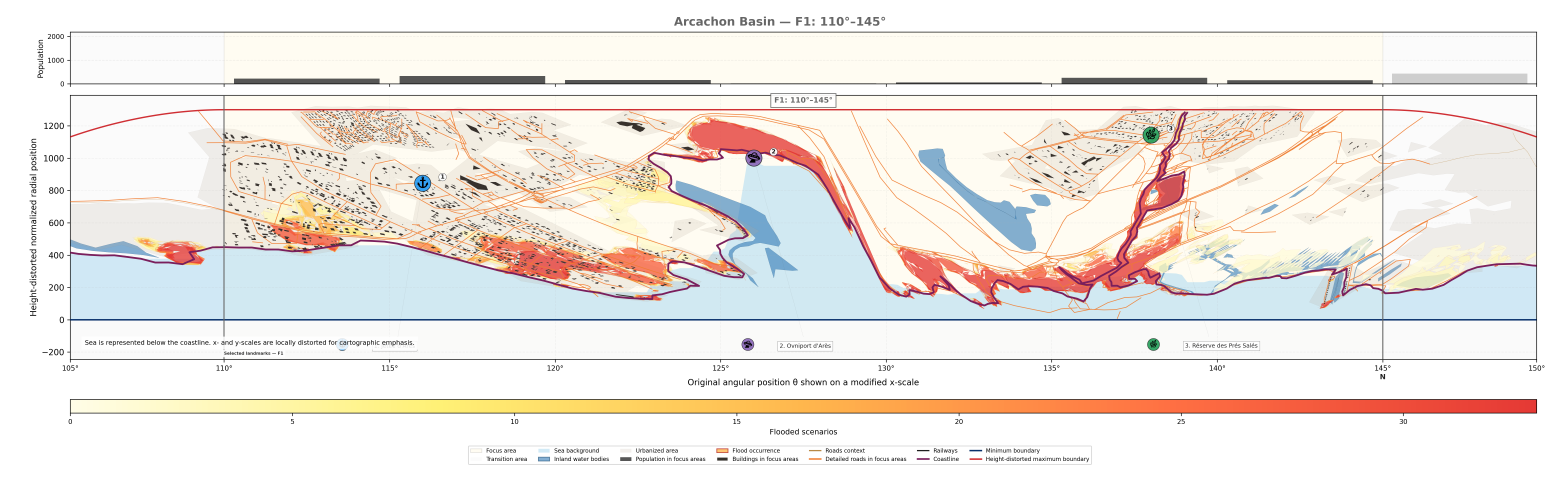 Arcachon Basin — F1: 110°–145°
Population
2000
1000
0
F1: 110°–145°
Height-distorted normalized radial position
1200
1000
800
600
400
200
0
−200
1
2
3
Sea is represented below the coastline. x- and y-scales are locally distorted for cartographic emphasis.
Selected landmarks — F1
2. Ovniport d'Arès
3. Réserve des Prés Salés
105° 110° 115° 120° 125° 130° 135° 140° 145° 150°
N
Original angular position θ shown on a modified x-scale
0 5 10 15 20 25 30
Flooded scenarios
Focus area Sea background Urbanized area Flood occurrence Roads context Railways Minimum boundary
Transition area Inland water bodies Population in focus areas Buildings in focus areas Detailed roads in focus areas Coastline Height-distorted maximum boundary